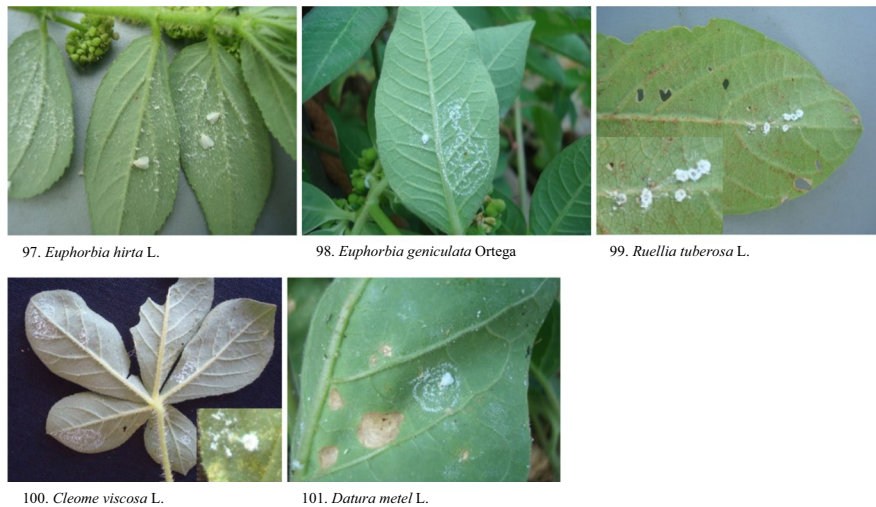 97. Euphorbia hirta L.
98. Euphorbia geniculata Ortega
99. Ruellia tuberosa L.
100. Cleome viscosa L.
101. Datura metel L.